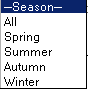 --Season--
All
Spring
Summer
Autumn
Winter